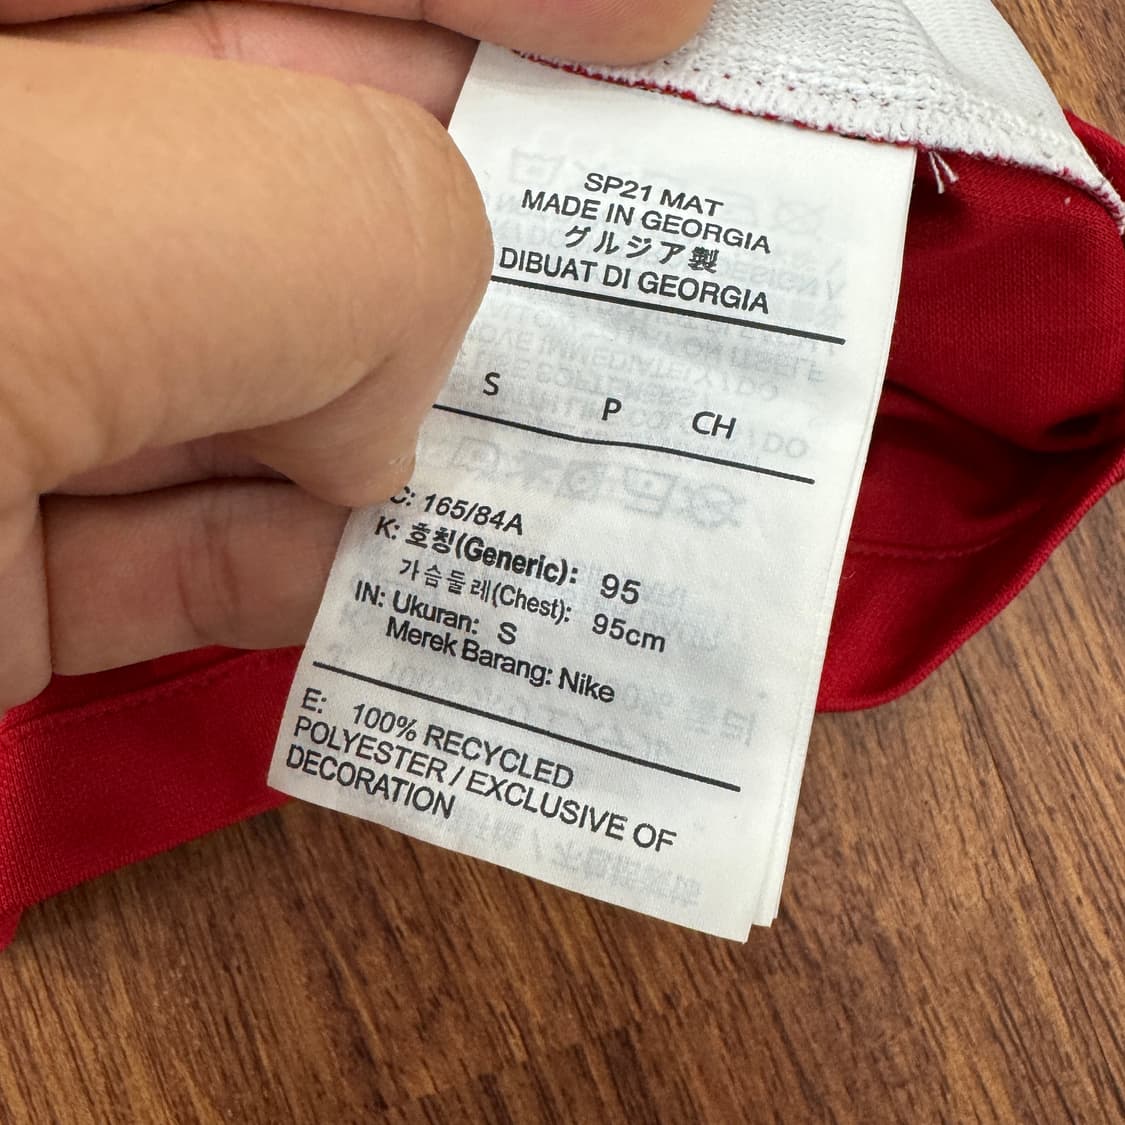 SP21 MAT
MADE IN GEORGIA
グルジア製
DIBUAT DI GEORGIA
S P CH
C: 165/84A
K: 호칭(Generic): 95
가슴둘레(Chest): 95cm
IN: Ukuran: S
Merek Barang: Nike
E: 100% RECYCLED
POLYESTER / EXCLUSIVE OF
DECORATION